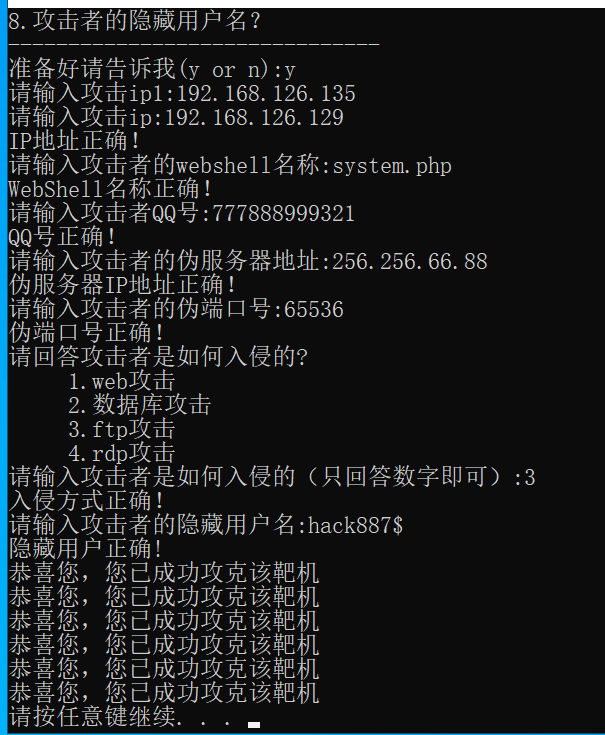 8.攻击者的隐藏用户名?
-------------------------------
准备好请告诉我(y or n):y
请输入攻击ip1:192.168.126.135
请输入攻击ip:192.168.126.129
IP地址正确!
请输入攻击者的webshell名称:system.php
WebShell名称正确!
请输入攻击者QQ号:777888999321
QQ号正确!
请输入攻击者的伪服务器地址:256.256.66.88
伪服务器IP地址正确!
请输入攻击者的伪端口号:65536
伪端口号正确!
请回答攻击者是如何入侵的?
1.web攻击
2.数据库攻击
3.ftp攻击
4.rdp攻击
请输入攻击者是如何入侵的（只回答数字即可）:3
入侵方式正确!
请输入攻击者的隐藏用户名:hack887$
隐藏用户正确!
恭喜您，您已成功攻克该靶机
恭喜您，您已成功攻克该靶机
恭喜您，您已成功攻克该靶机
恭喜您，您已成功攻克该靶机
恭喜您，您已成功攻克该靶机
恭喜您，您已成功攻克该靶机
请按任意键继续. . .